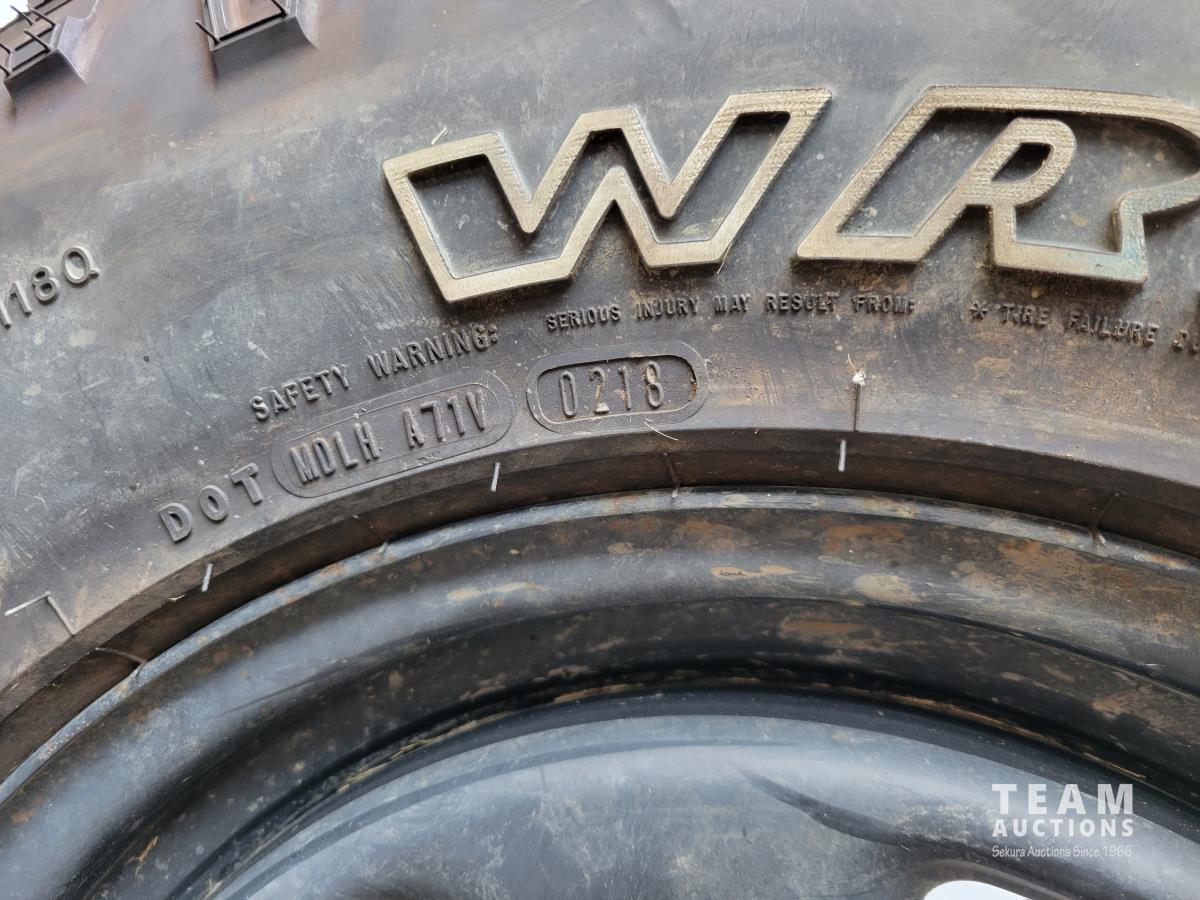 WR
118Q
SAFETY WARNING: SERIOUS INJURY MAY RESULT FROM: * TIRE FAILURE
DOT MDLH A71V 0218
TEAM
AUCTIONS
Sekura Auctions Since 1966